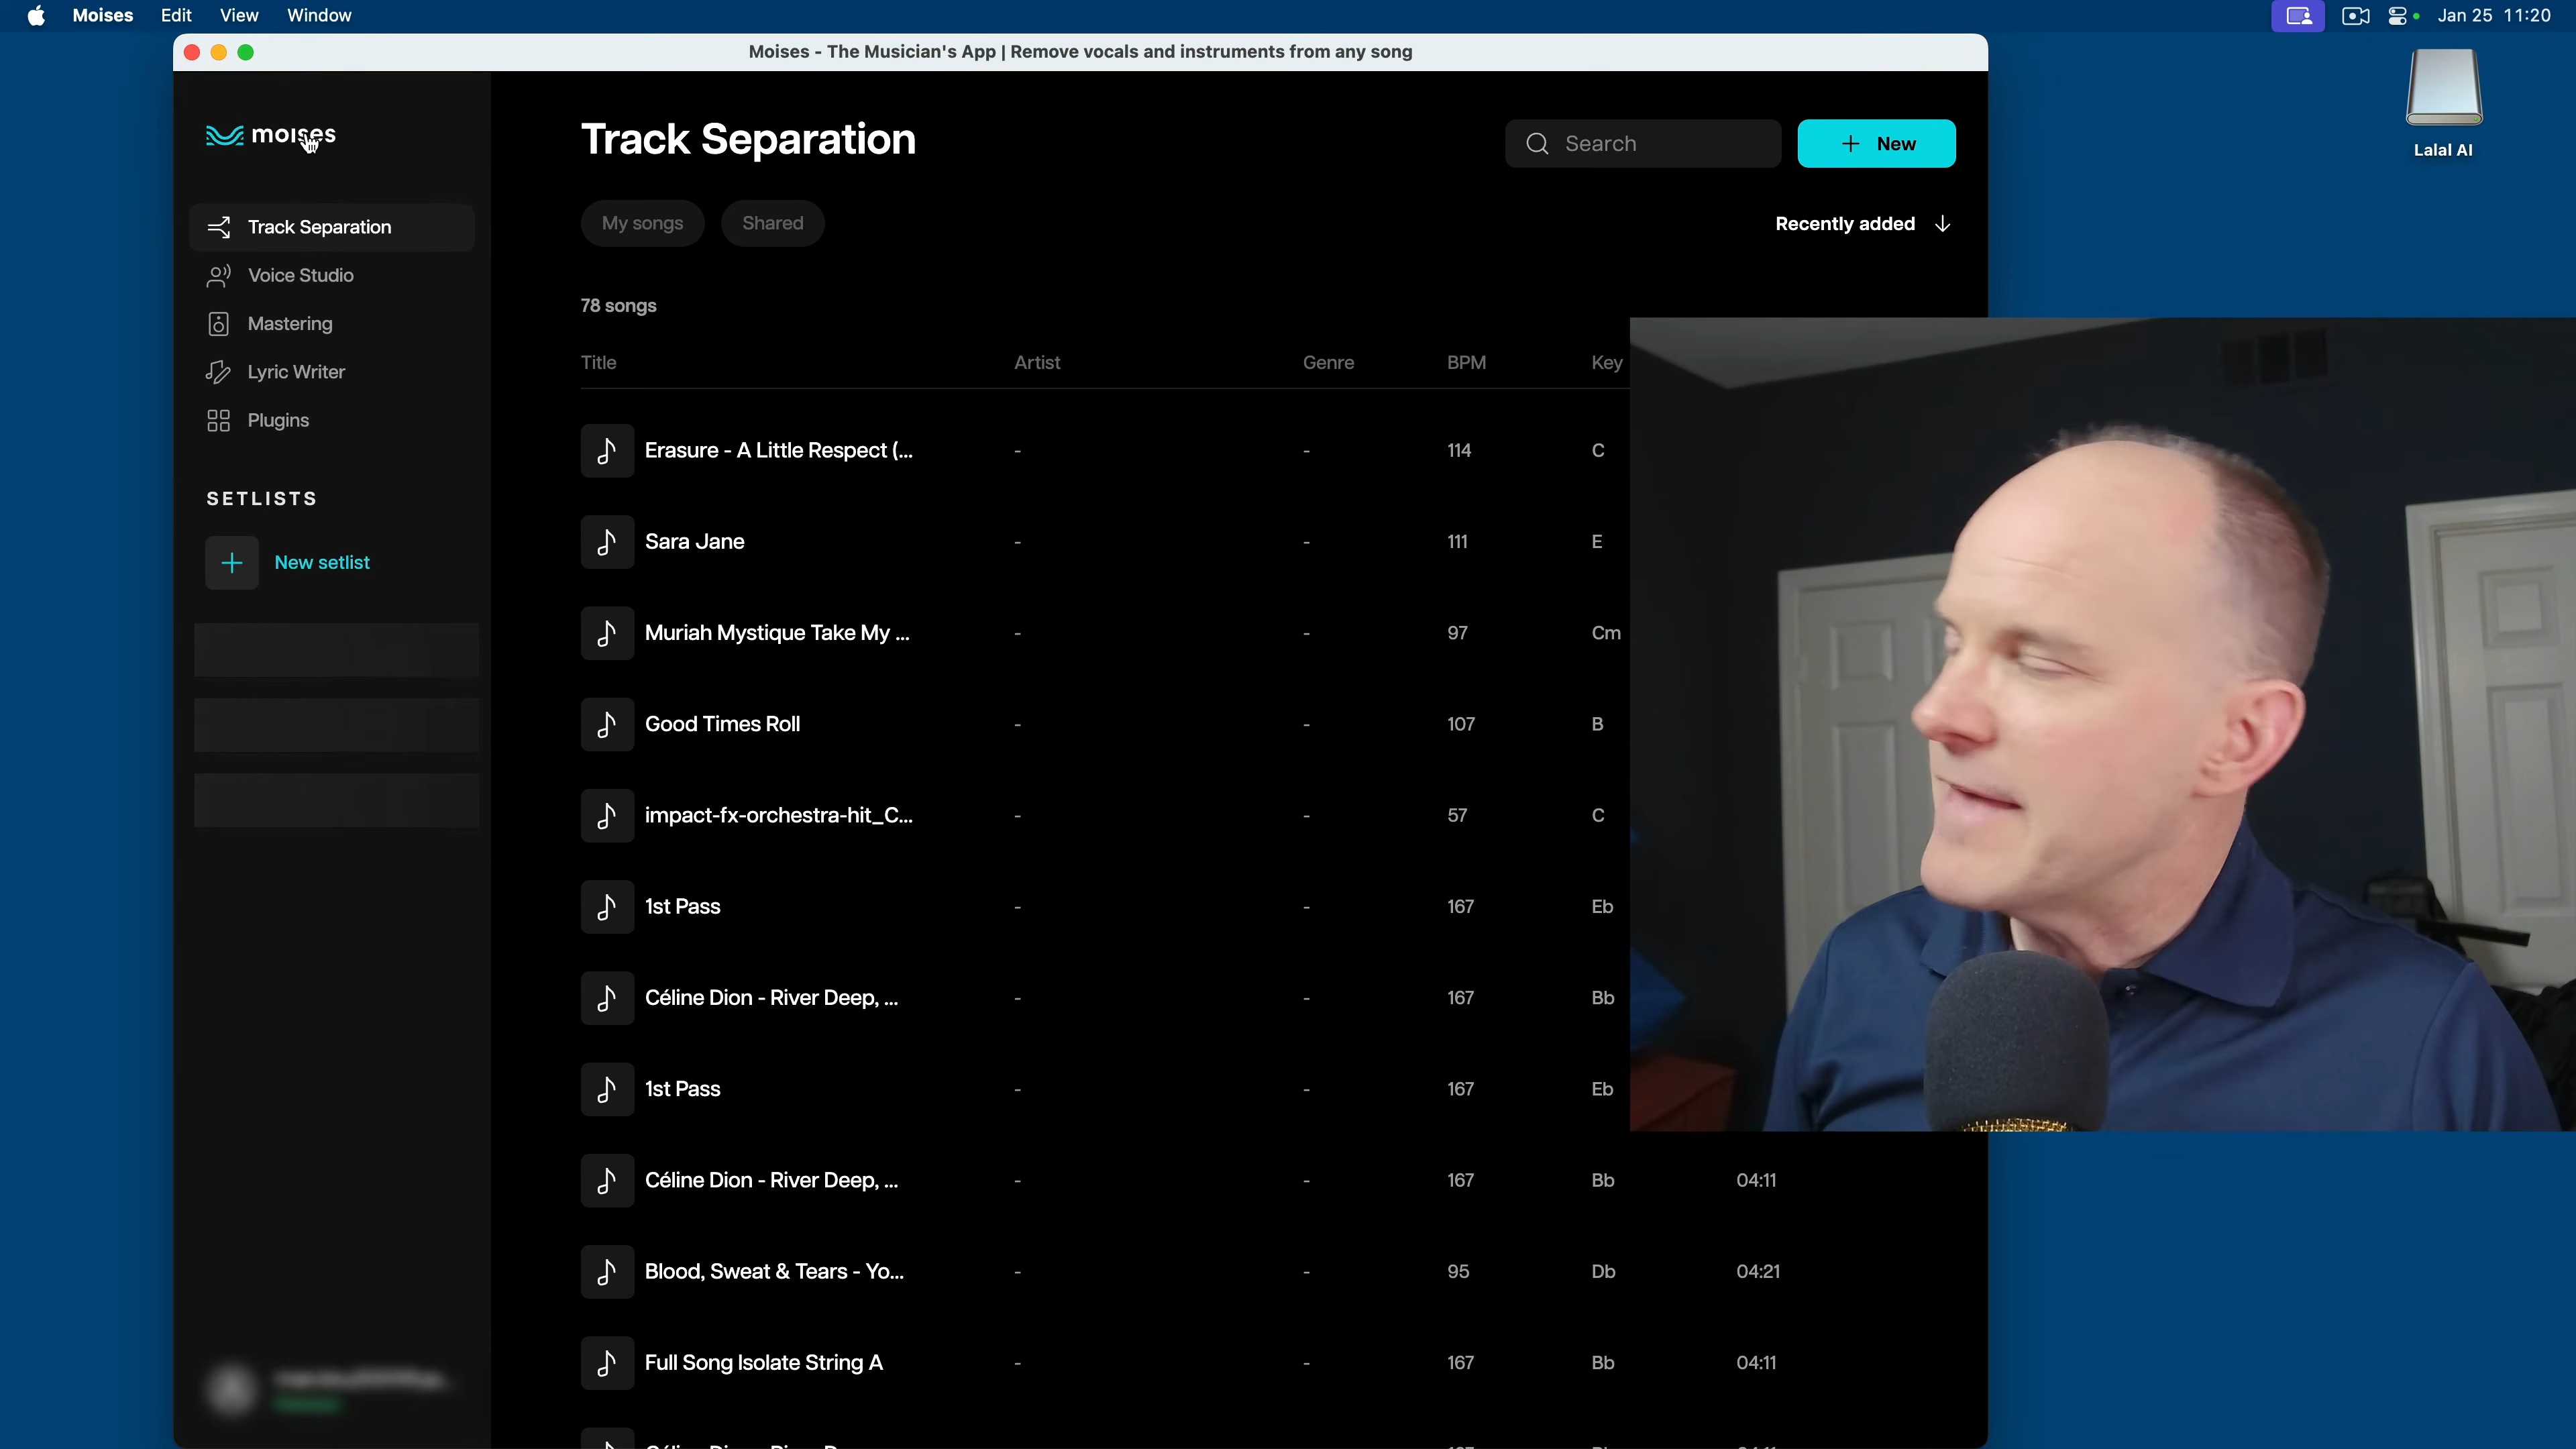 Moises Edit View Window
Jan 25 11:20
Moises - The Musician's App | Remove vocals and instruments from any song
Lalal AI
moises
Track Separation
Voice Studio
Mastering
Lyric Writer
Plugins
SETLISTS
New setlist
Track Separation
Search
New
My songs Shared
Recently added
78 songs
Title Artist Genre BPM Key
Erasure - A Little Respect (... - - 114 C
Sara Jane - - 111 E
Muriah Mystique Take My ... - - 97 Cm
Good Times Roll - - 107 B
impact-fx-orchestra-hit_C... - - 57 C
1st Pass - - 167 Eb
Céline Dion - River Deep, ... - - 167 Bb
1st Pass - - 167 Eb
Céline Dion - River Deep, ... - - 167 Bb 04:11
Blood, Sweat & Tears - Yo... - - 95 Db 04:21
Full Song Isolate String A - - 167 Bb 04:11